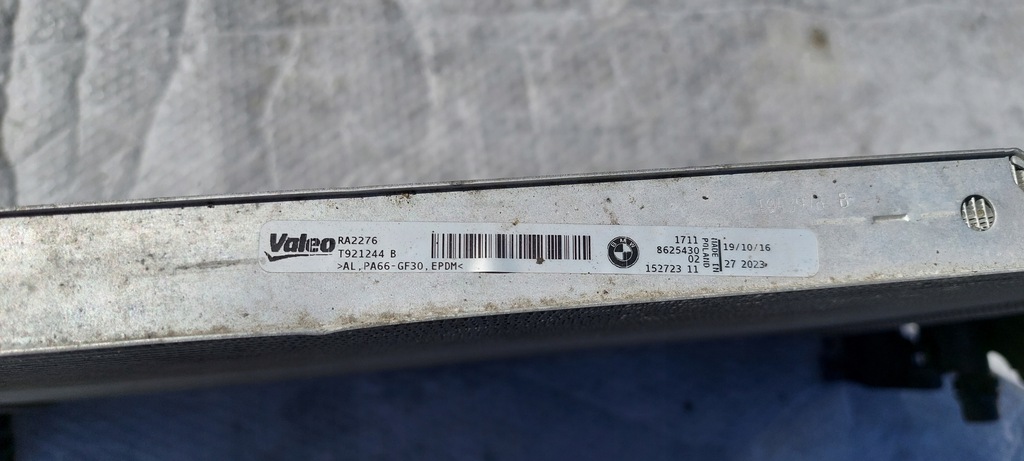 Valeo
RA2276
T921244 B
>AL,PA66-GF30,EPDM<
BMW
1711
8625430
02
152723 11
MADE IN
POLAND
19/10/16
27 2023*